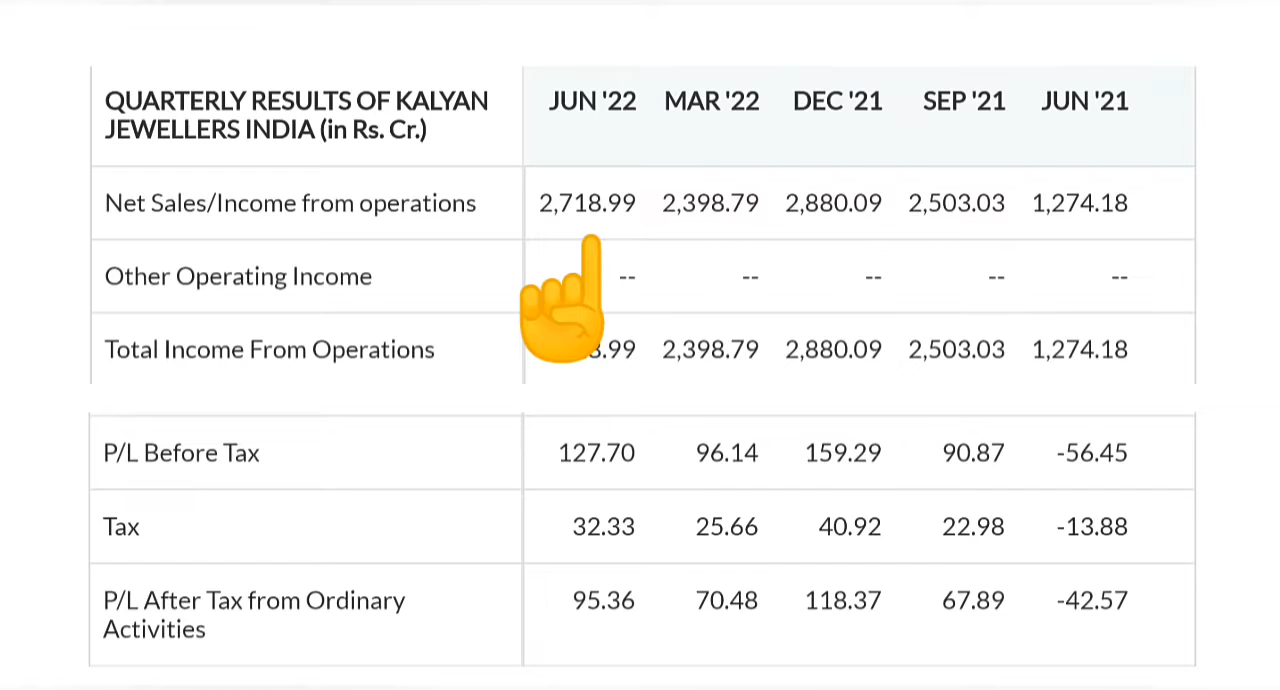 QUARTERLY RESULTS OF KALYAN JUN '22 MAR '22 DEC '21 SEP '21 JUN '21
JEWELLERS INDIA (in Rs. Cr.)
Net Sales/Income from operations 2,718.99 2,398.79 2,880.09 2,503.03 1,274.18
Other Operating Income -- -- -- -- --
Total Income From Operations 8.99 2,398.79 2,880.09 2,503.03 1,274.18
P/L Before Tax 127.70 96.14 159.29 90.87 -56.45
Tax 32.33 25.66 40.92 22.98 -13.88
P/L After Tax from Ordinary 95.36 70.48 118.37 67.89 -42.57
Activities